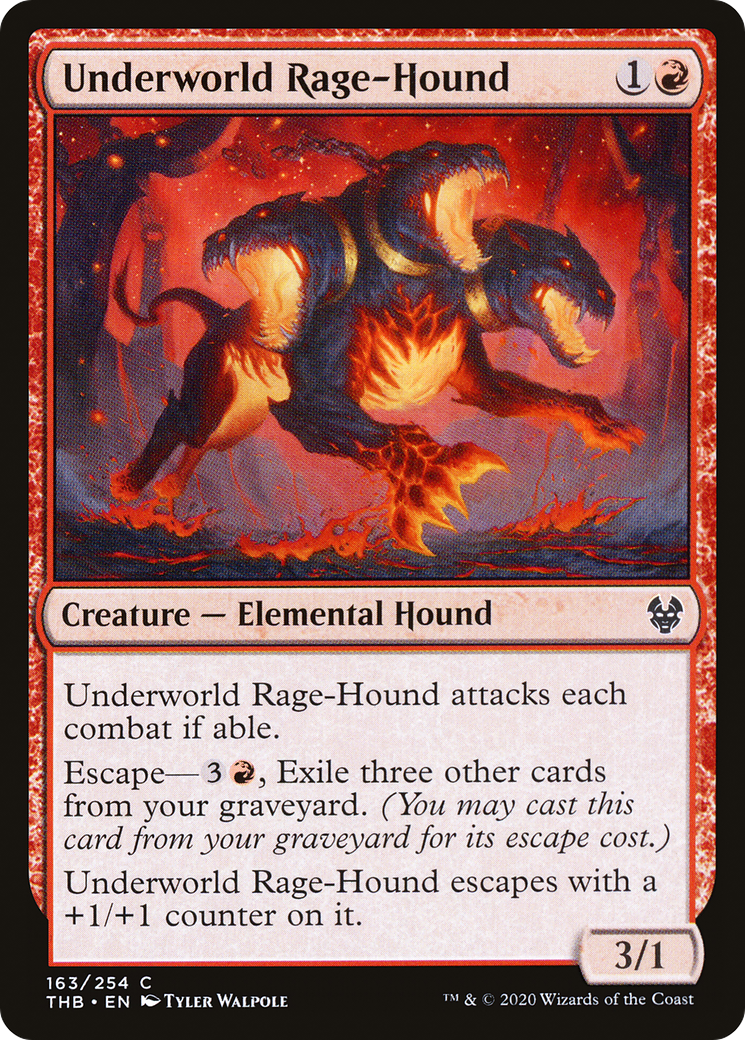 Underworld Rage-Hound 1
Creature — Elemental Hound
Underworld Rage-Hound attacks each
combat if able.
Escape—3, Exile three other cards
from your graveyard. (You may cast this
card from your graveyard for its escape cost.)
Underworld Rage-Hound escapes with a
+1/+1 counter on it.
3/1
163/254 C
THB • EN Tyler Walpole
™ & © 2020 Wizards of the Coast